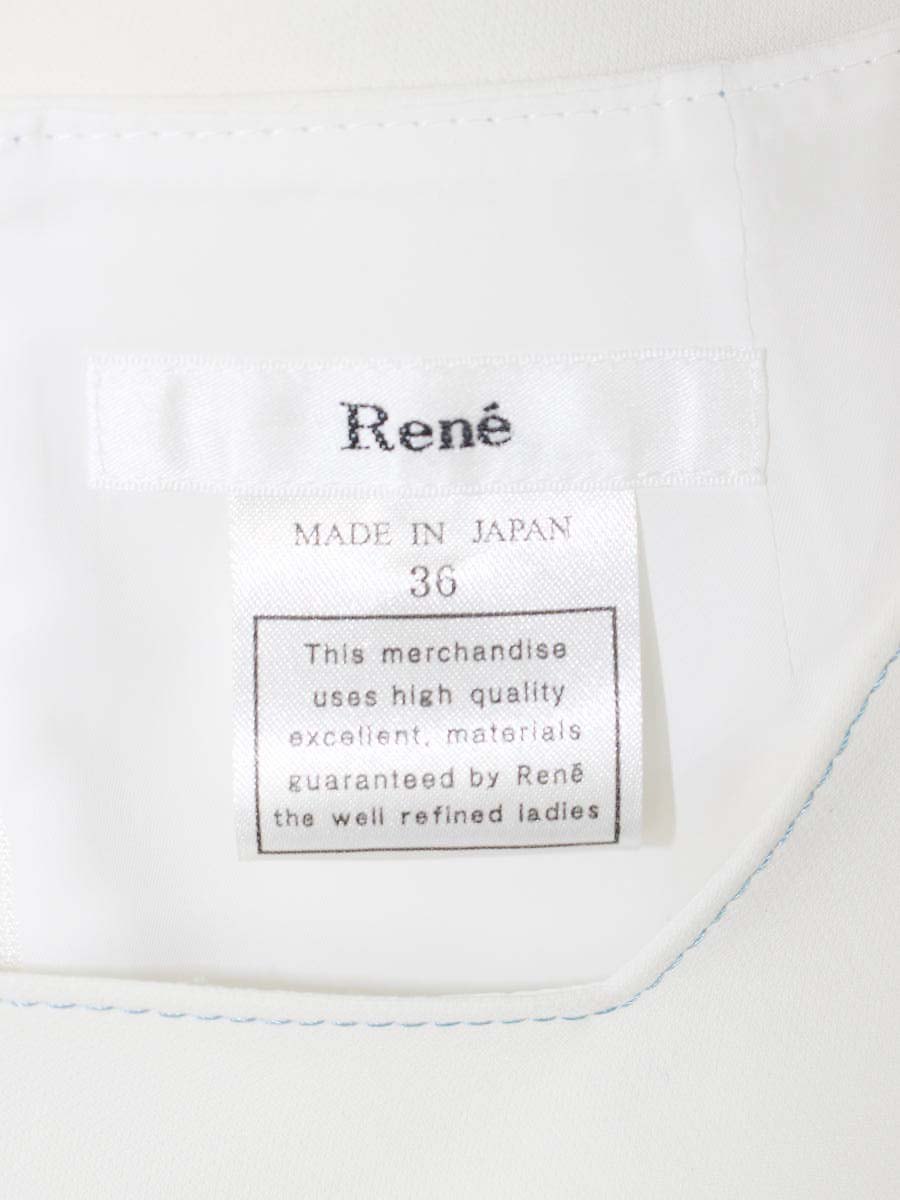 René
MADE IN JAPAN
36
This merchandise
uses high quality
excellent, materials
guaranteed by René
the well refined ladies